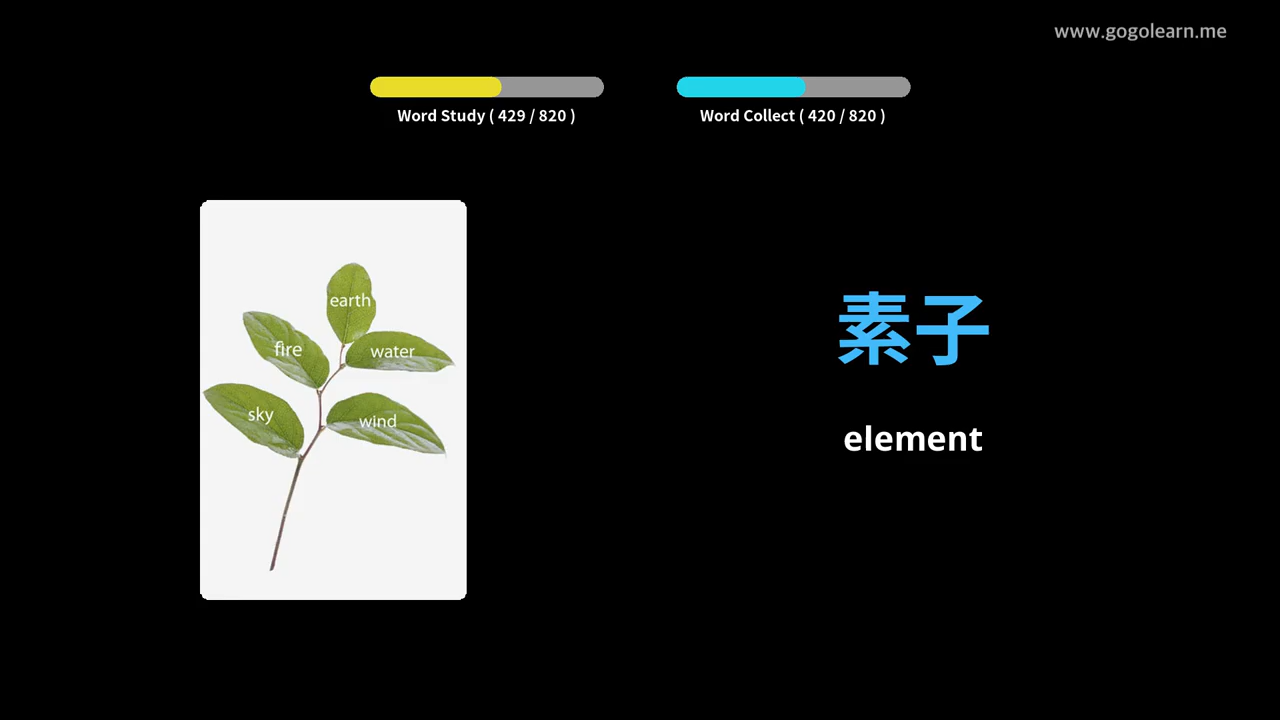 www.gogolearn.me
Word Study ( 429 / 820 )
Word Collect ( 420 / 820 )
earth
fire
water
sky
wind
素子
element